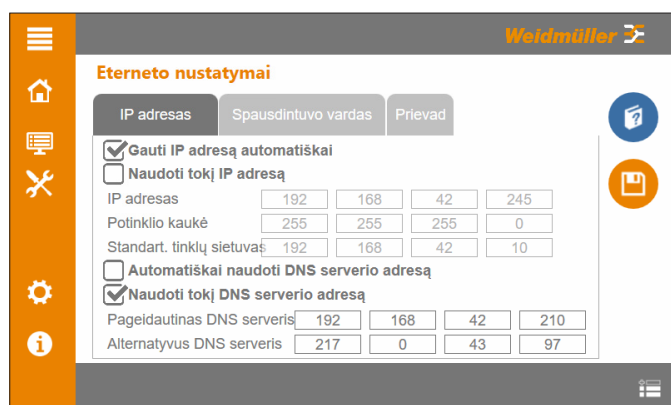 Weidmüller
Eterneto nustatymai
IP adresas Spausdintuvo vardas Prievad
Gauti IP adresą automatiškai
Naudoti tokį IP adresą
IP adresas 192 168 42 245
Potinklio kaukė 255 255 255 0
Standart. tinklų sietuvas 192 168 42 10
Automatiškai naudoti DNS serverio adresą
Naudoti tokį DNS serverio adresą
Pageidautinas DNS serveris 192 168 42 210
Alternatyvus DNS serveris 217 0 43 97